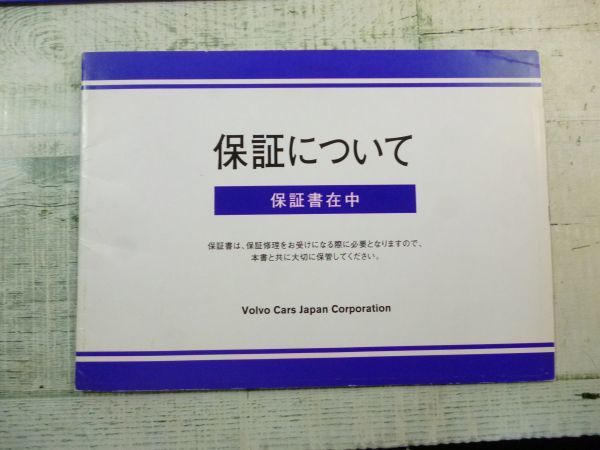 保証について
保証書在中
保証書は、保証修理をお受けになる際に必要となりますので、
本書と共に大切に保管してください。
Volvo Cars Japan Corporation